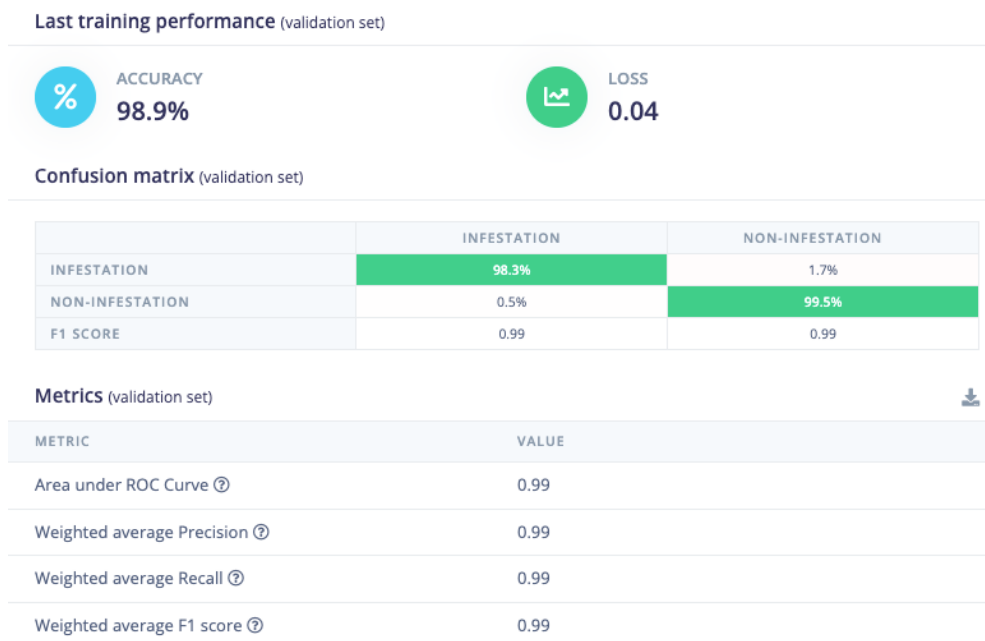 Last training performance (validation set)
% ACCURACY
98.9%
LOSS
0.04
Confusion matrix (validation set)
INFESTATION NON-INFESTATION
INFESTATION 98.3% 1.7%
NON-INFESTATION 0.5% 99.5%
F1 SCORE 0.99 0.99
Metrics (validation set)
METRIC VALUE
Area under ROC Curve ? 0.99
Weighted average Precision ? 0.99
Weighted average Recall ? 0.99
Weighted average F1 score ? 0.99